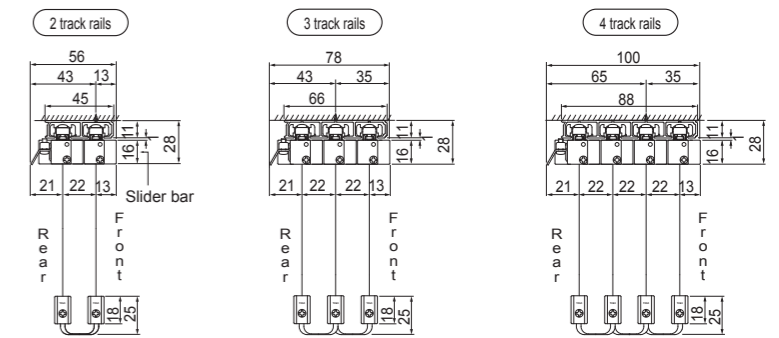 2 track rails
3 track rails
4 track rails
56
43 13
45
11
16
28
21 22 13
Slider bar
Rear
Front
18
25
78
43 35
66
11
16
28
21 22 22 13
Rear
Front
18
25
100
65 35
88
11
16
28
21 22 22 22 13
Rear
Front
18
25